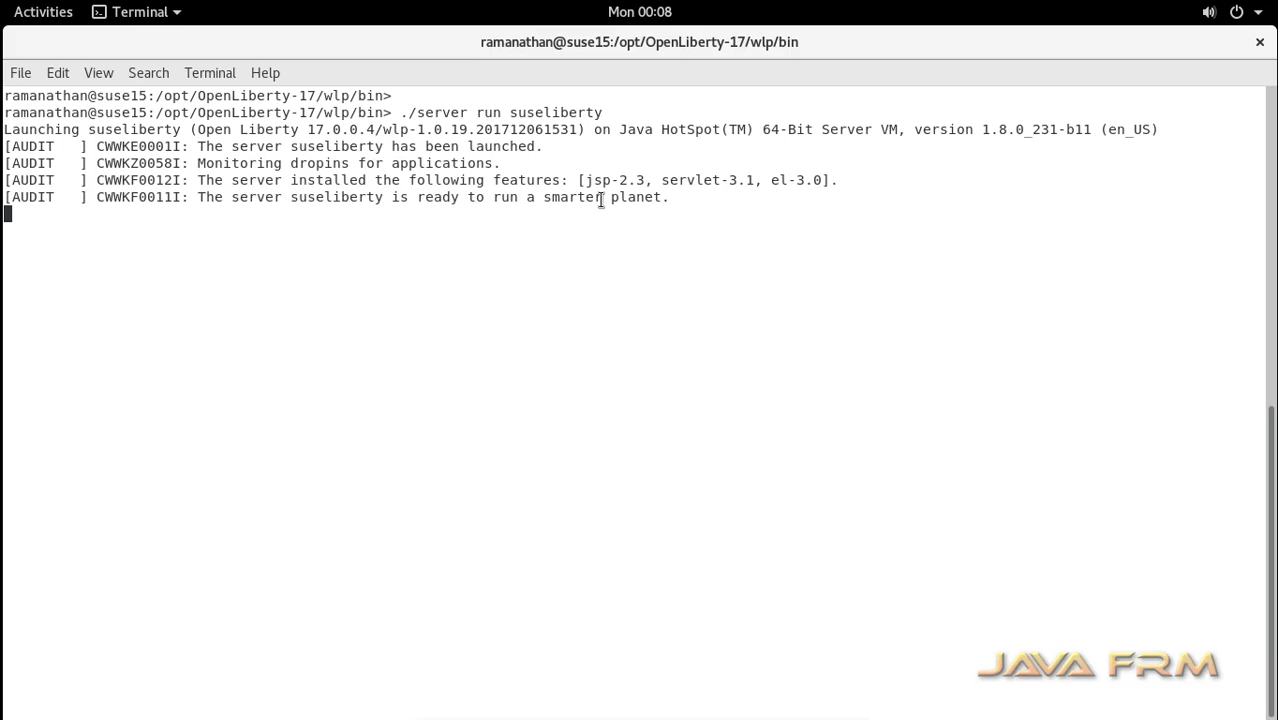 Activities Terminal Mon 00:08
ramanathan@suse15:/opt/OpenLiberty-17/wlp/bin
File Edit View Search Terminal Help
ramanathan@suse15:/opt/OpenLiberty-17/wlp/bin>
ramanathan@suse15:/opt/OpenLiberty-17/wlp/bin> ./server run suseliberty
Launching suseliberty (Open Liberty 17.0.0.4/wlp-1.0.19.201712061531) on Java HotSpot(TM) 64-Bit Server VM, version 1.8.0_231-b11 (en_US)
[AUDIT   ] CWWKE0001I: The server suseliberty has been launched.
[AUDIT   ] CWWKZ0058I: Monitoring dropins for applications.
[AUDIT   ] CWWKF0012I: The server installed the following features: [jsp-2.3, servlet-3.1, el-3.0].
[AUDIT   ] CWWKF0011I: The server suseliberty is ready to run a smarter planet.
JAVA FRM